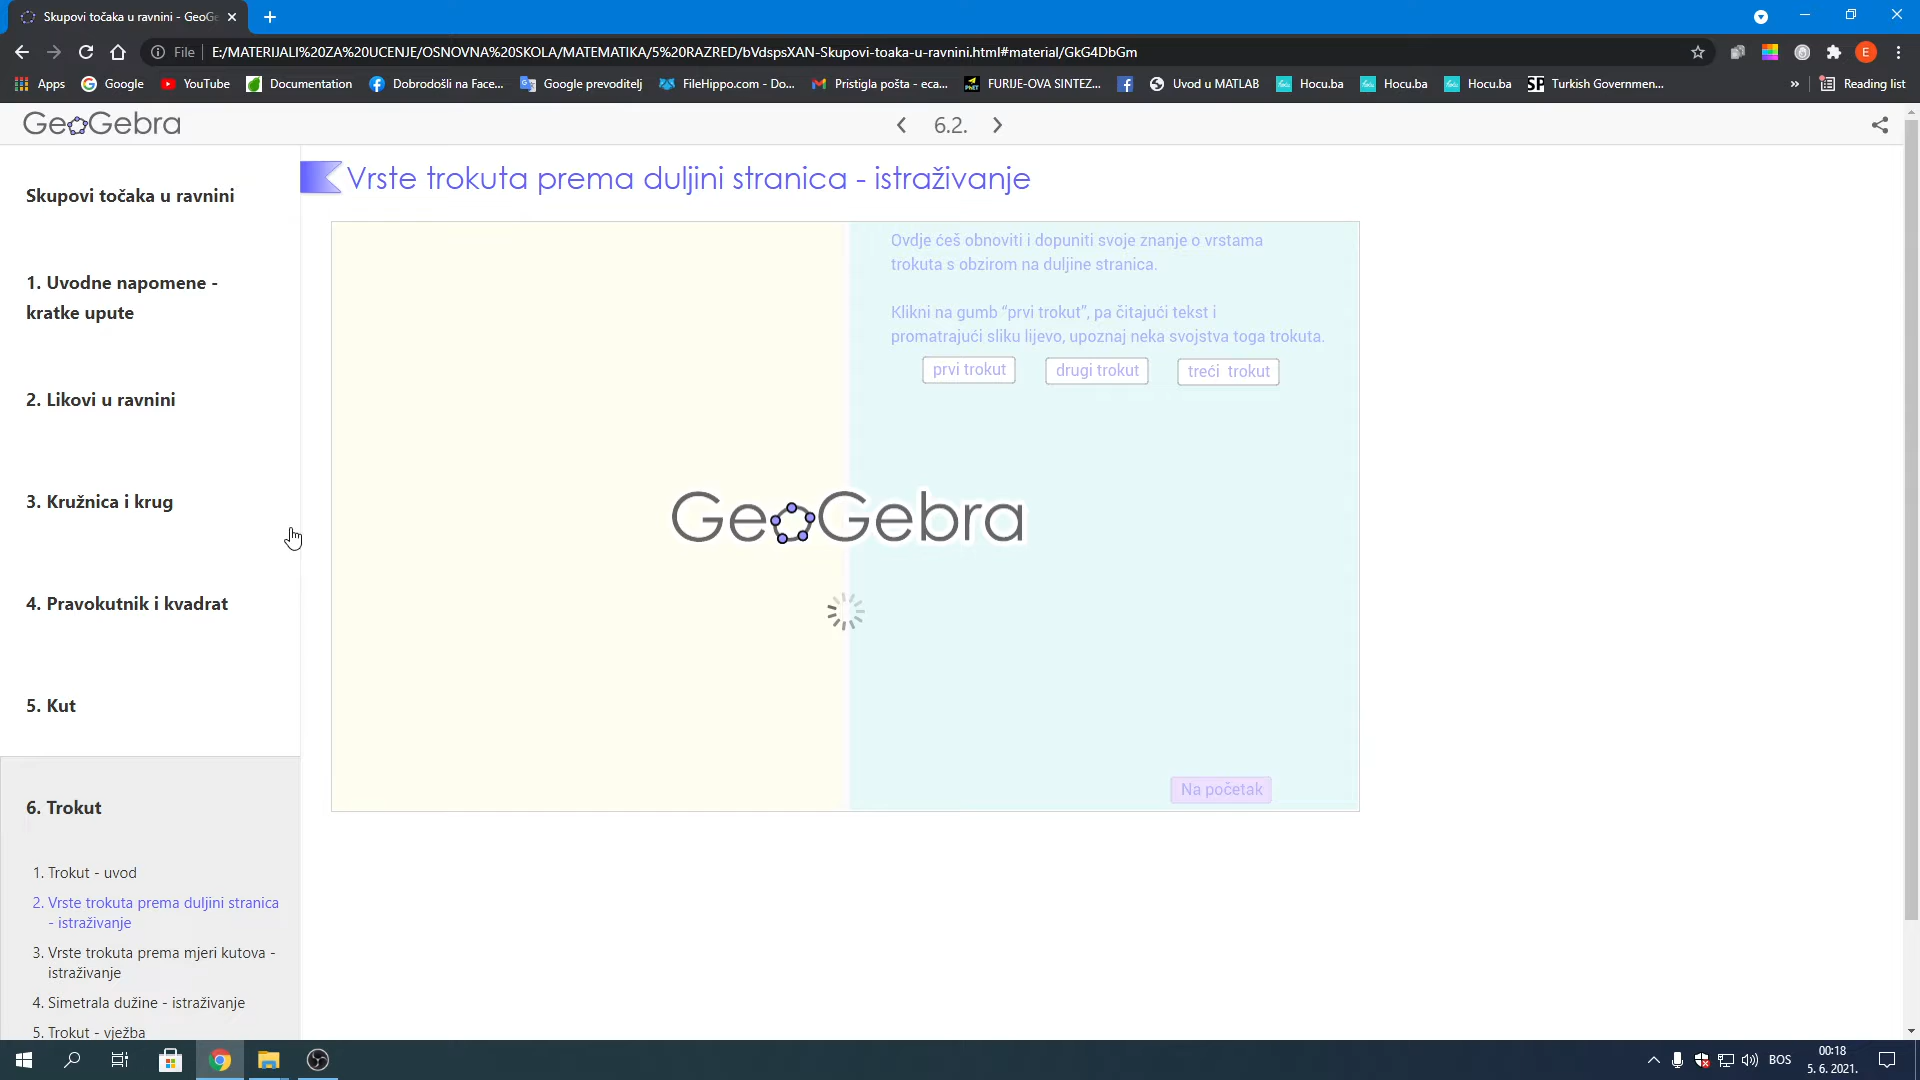 Skupovi točaka u ravnini - GeoGe
File
E:/MATERIJALI%20ZA%20UCENJE/OSNOVNA%20SKOLA/MATEMATIKA/5%20RAZRED/bVdspsXAN-Skupovi-toaka-u-ravnini.html#material/GkG4DbGm
E
Apps
Google
YouTube
Documentation
Dobrodošli na Face...
Google prevoditelj
FileHippo.com - Do...
Pristigla pošta - eca...
FURIJE-OVA SINTEZ...
Uvod u MATLAB
Hocu.ba
Hocu.ba
Hocu.ba
Turkish Governmen...
»
Reading list
GeoGebra
6.2.
Skupovi točaka u ravnini
1. Uvodne napomene -
kratke upute
2. Likovi u ravnini
3. Kružnica i krug
4. Pravokutnik i kvadrat
5. Kut
6. Trokut
1. Trokut - uvod
2. Vrste trokuta prema duljini stranica
- istraživanje
3. Vrste trokuta prema mjeri kutova -
istraživanje
4. Simetrala dužine - istraživanje
5. Trokut - vježba
Vrste trokuta prema duljini stranica - istraživanje
Ovdje ćeš obnoviti i dopuniti svoje znanje o vrstama
trokuta s obzirom na duljine stranica.
Klikni na gumb “prvi trokut”, pa čitajući tekst i
promatrajući sliku lijevo, upoznaj neka svojstva toga trokuta.
prvi trokut
drugi trokut
treći trokut
GeoGebra
Na početak
BOS
00:18
5. 6. 2021.